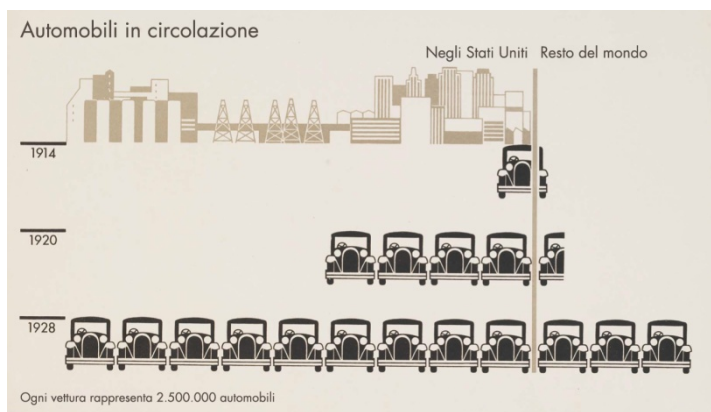 Automobili in circolazione
Negli Stati Uniti Resto del mondo
1914
1920
1928
Ogni vettura rappresenta 2.500.000 automobili